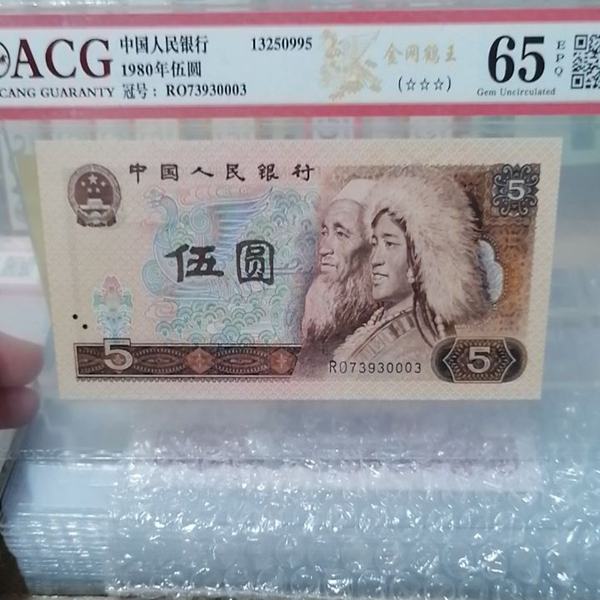 ACG
CANG GUARANTY
中国人民银行
1980年伍圆
冠号: RO73930003
13250995
金网鹤王
(☆☆☆)
65
EPQ
Gem Uncirculated
中国人民银行
5
伍圆
5
RO73930003
5